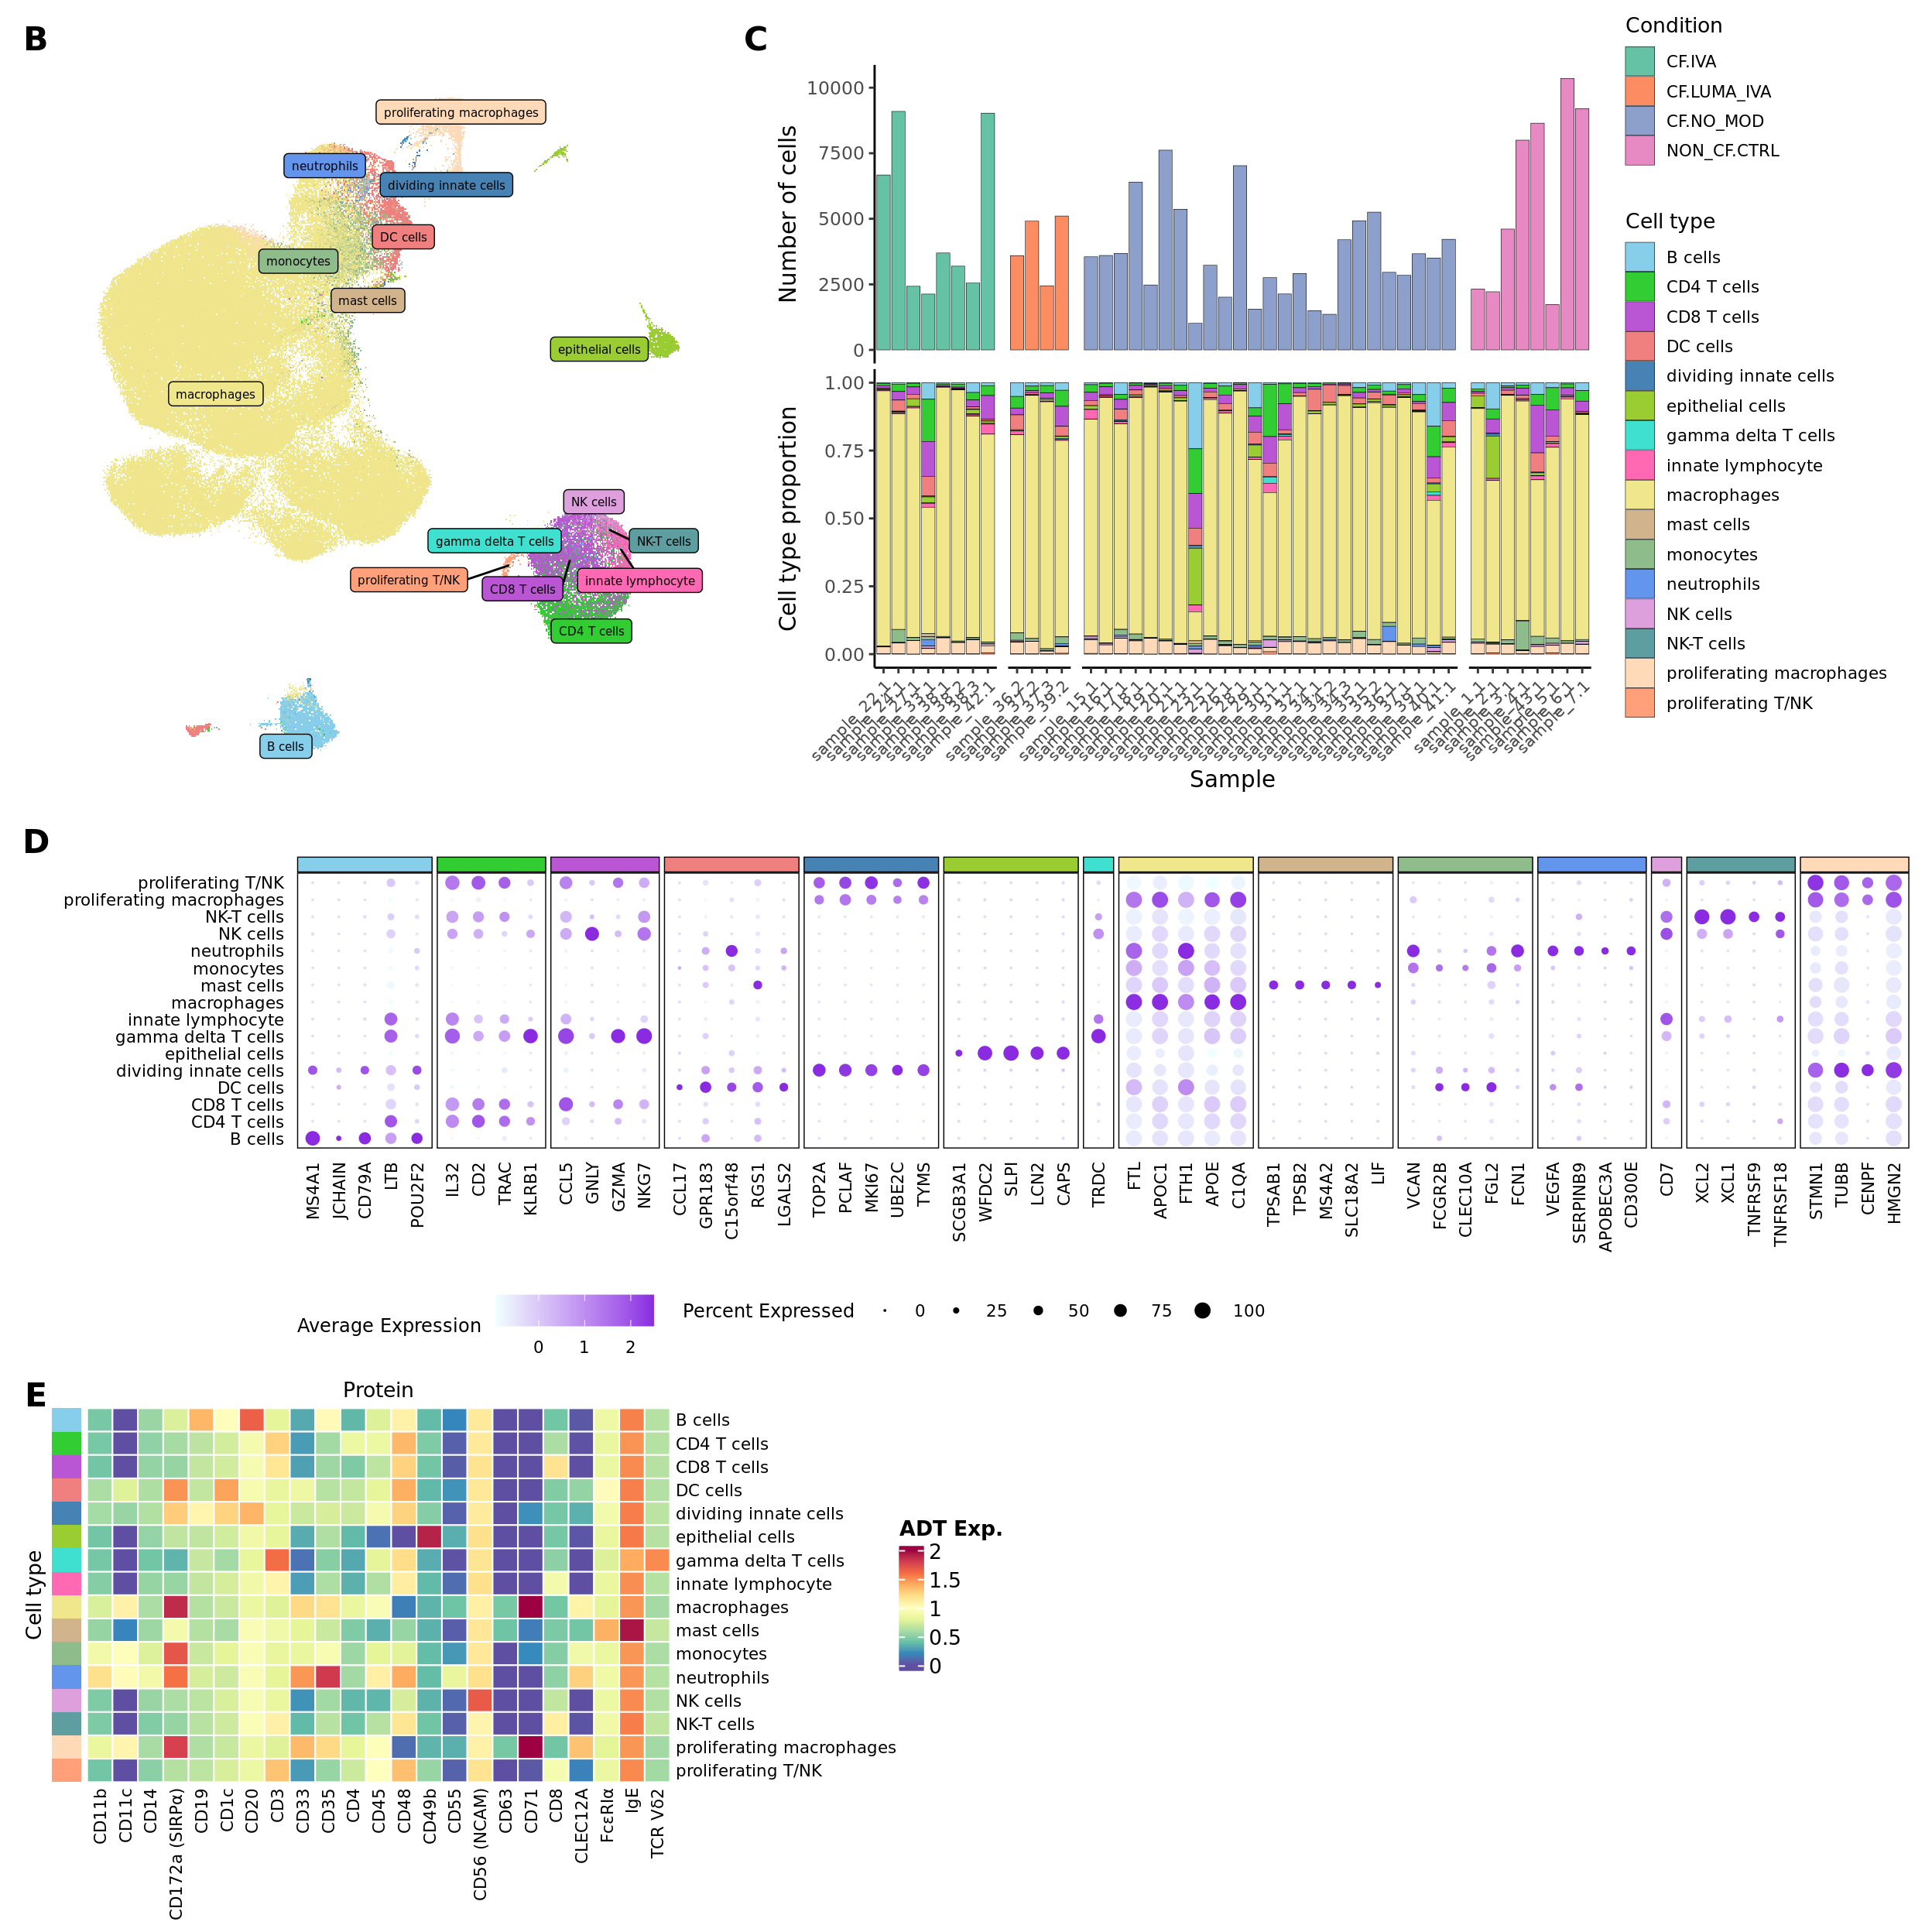 B
proliferating macrophages
neutrophils
dividing innate cells
DC cells
monocytes
mast cells
epithelial cells
macrophages
NK cells
gamma delta T cells
NK-T cells
proliferating T/NK
CD8 T cells
innate lymphocyte
CD4 T cells
B cells
C
Number of cells
10000
7500
5000
2500
0
Cell type proportion
1.00
0.75
0.50
0.25
0.00
Sample
Condition
CF.IVA
CF.LUMA_IVA
CF.NO_MOD
NON_CF.CTRL
Cell type
B cells
CD4 T cells
CD8 T cells
DC cells
dividing innate cells
epithelial cells
gamma delta T cells
innate lymphocyte
macrophages
mast cells
monocytes
neutrophils
NK cells
NK-T cells
proliferating macrophages
proliferating T/NK
D
proliferating T/NK
proliferating macrophages
NK-T cells
NK cells
neutrophils
monocytes
mast cells
macrophages
innate lymphocyte
gamma delta T cells
epithelial cells
dividing innate cells
DC cells
CD8 T cells
CD4 T cells
B cells
MS4A1
JCHAIN
CD79A
LTB
POU2F2
IL32
CD2
TRAC
KLRB1
CCL5
GNLY
GZMA
NKG7
CCL17
GPR183
C15orf48
RGS1
LGALS2
TOP2A
PCLAF
MKI67
UBE2C
TYMS
SCGB3A1
WFDC2
SLPI
LCN2
CAPS
TRDC
FTL
APOC1
FTH1
APOE
C1QA
TPSAB1
TPSB2
MS4A2
SLC18A2
LIF
VCAN
FCGR2B
CLEC10A
FGL2
FCN1
VEGFA
SERPINB9
APOBEC3A
CD300E
CD7
XCL2
XCL1
TNFRSF9
TNFRSF18
STMN1
TUBB
CENPF
HMGN2
Average Expression
0 1 2
Percent Expressed 0 25 50 75 100
E
Protein
Cell type
B cells
CD4 T cells
CD8 T cells
DC cells
dividing innate cells
epithelial cells
gamma delta T cells
innate lymphocyte
macrophages
mast cells
monocytes
neutrophils
NK cells
NK-T cells
proliferating macrophages
proliferating T/NK
CD11b
CD11c
CD14
CD172a (SIRPα)
CD19
CD1c
CD20
CD3
CD33
CD35
CD4
CD45
CD48
CD49b
CD55
CD56 (NCAM)
CD63
CD71
CD8
CLEC12A
FcεRIα
IgE
TCR Vδ2
ADT Exp.
2
1.5
1
0.5
0